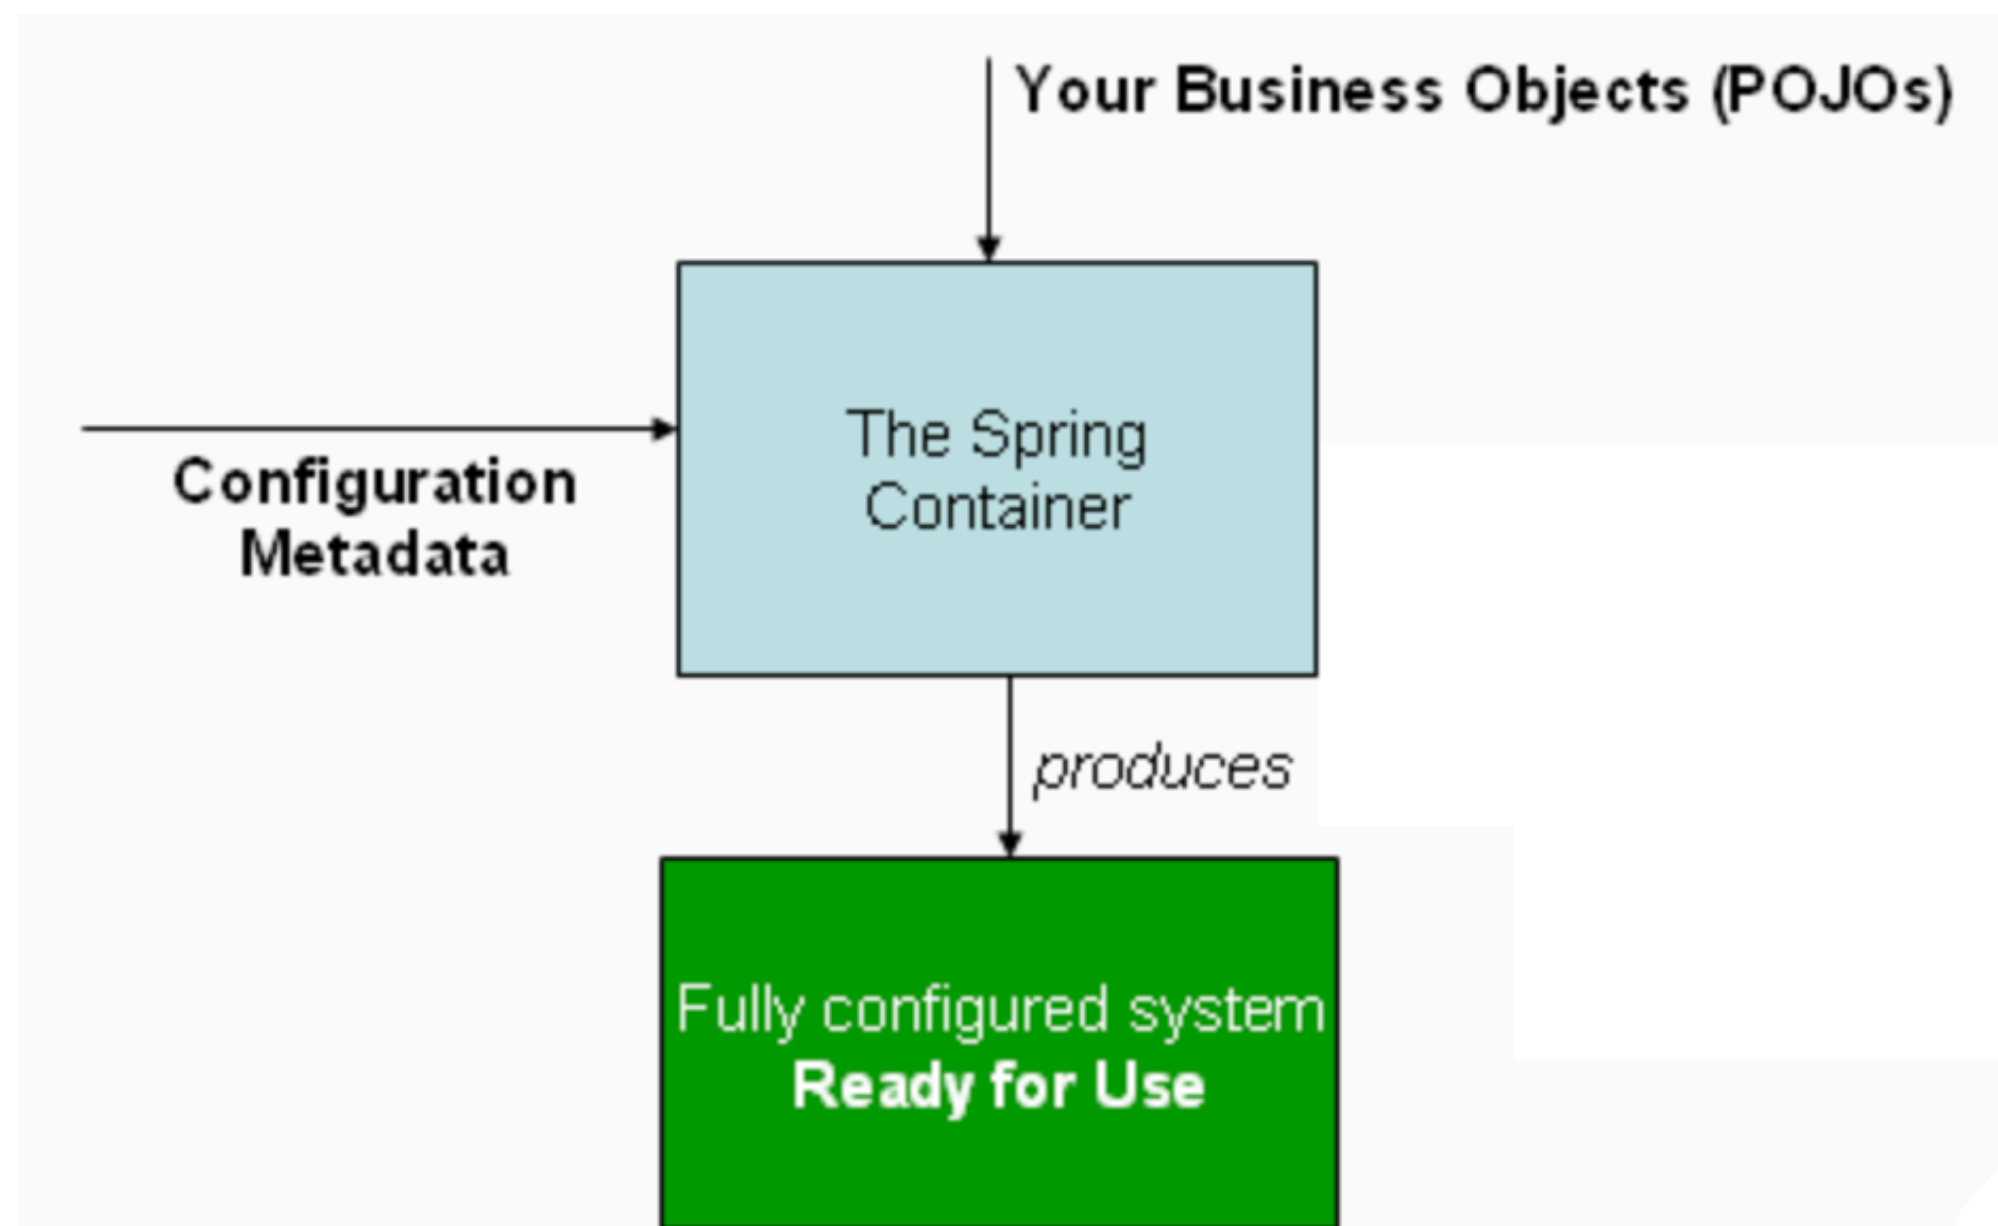 Your Business Objects (POJOs)
The Spring
Container
Configuration
Metadata
produces
Fully configured system
Ready for Use